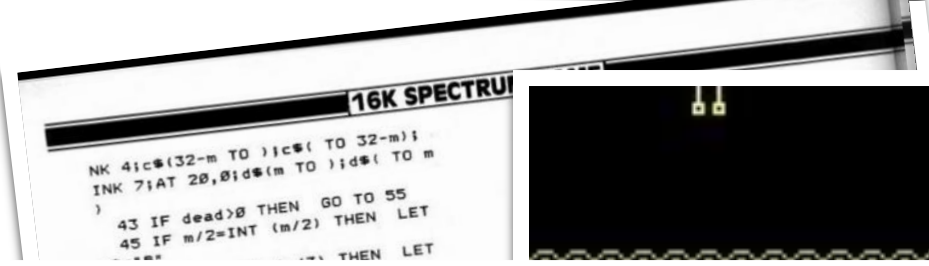 16K SPECTRU
NK 4;c$(32-m TO );c$( TO 32-m);
INK 7;AT 20,0;d$(m TO );d$( TO m
)
43 IF dead>0 THEN  GO TO 55
45 IF m/2=INT (m/2) THEN  LET
THEN  LET